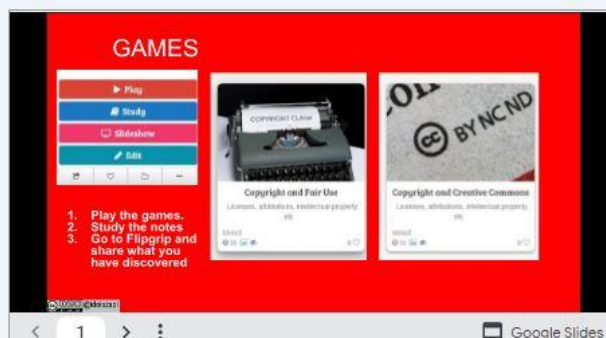 GAMES
Play
Study
Slideshow
Edit
COPYRIGHT CLAIM
Copyright and Fair Use
Licenses, attributions, intellectual property, etc
BY NC ND
Copyright and Creative Commons
Licenses, attributions, intellectual property, etc
1. Play the games.
2. Study the notes
3. Go to Flipgrip and
share what you
have discovered
1
Google Slides